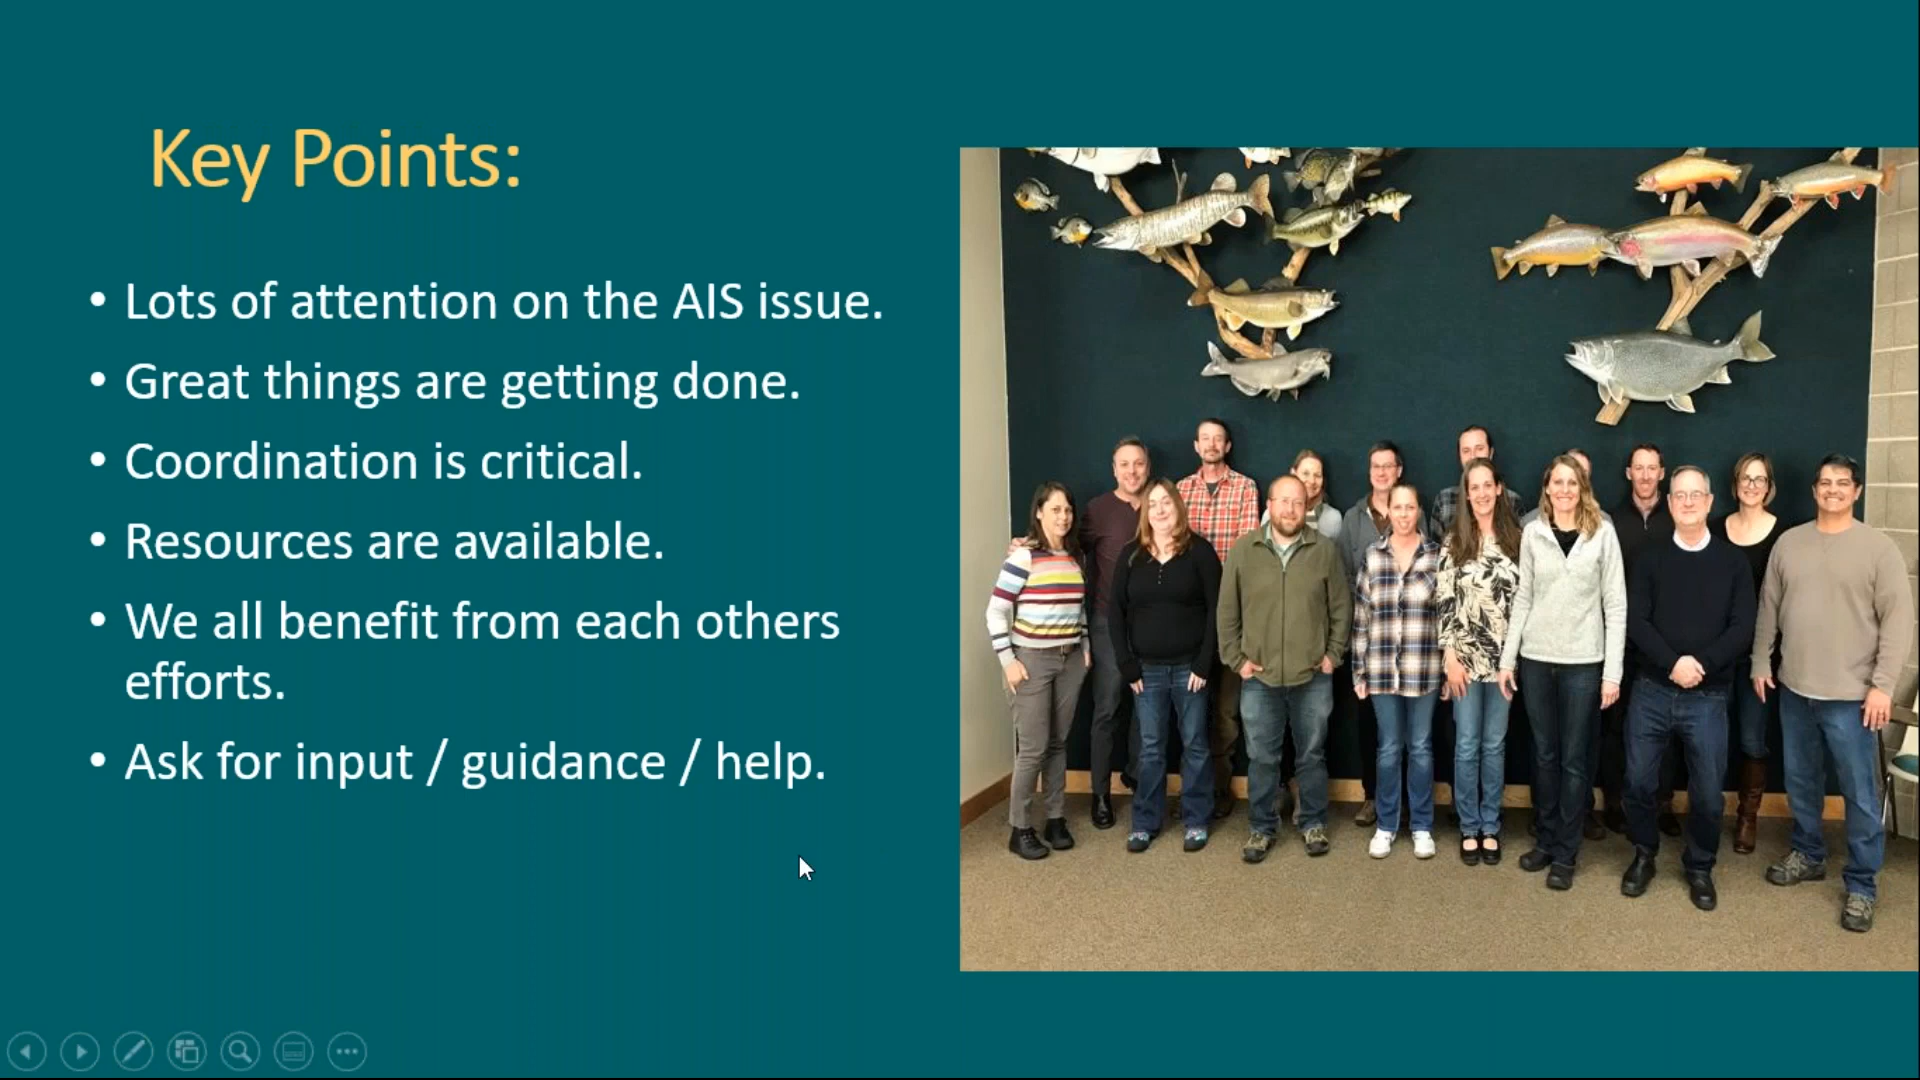 Key Points:
• Lots of attention on the AIS issue.
• Great things are getting done.
• Coordination is critical.
• Resources are available.
• We all benefit from each others
efforts.
• Ask for input / guidance / help.